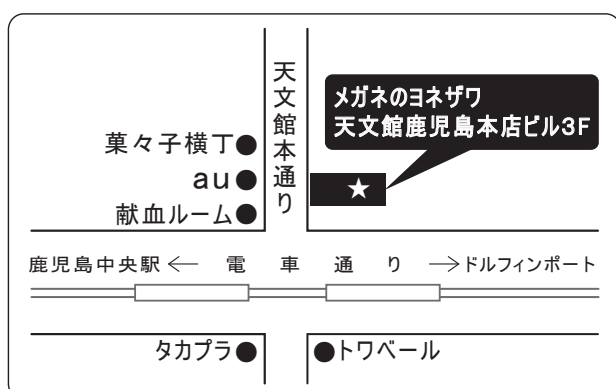 天文館本通り
メガネのヨネザワ
天文館鹿児島本店ビル3F
菓々子横丁●
au●
献血ルーム●
★
鹿児島中央駅← 電車通り →ドルフィンポート
タカプラ●
●トワベール